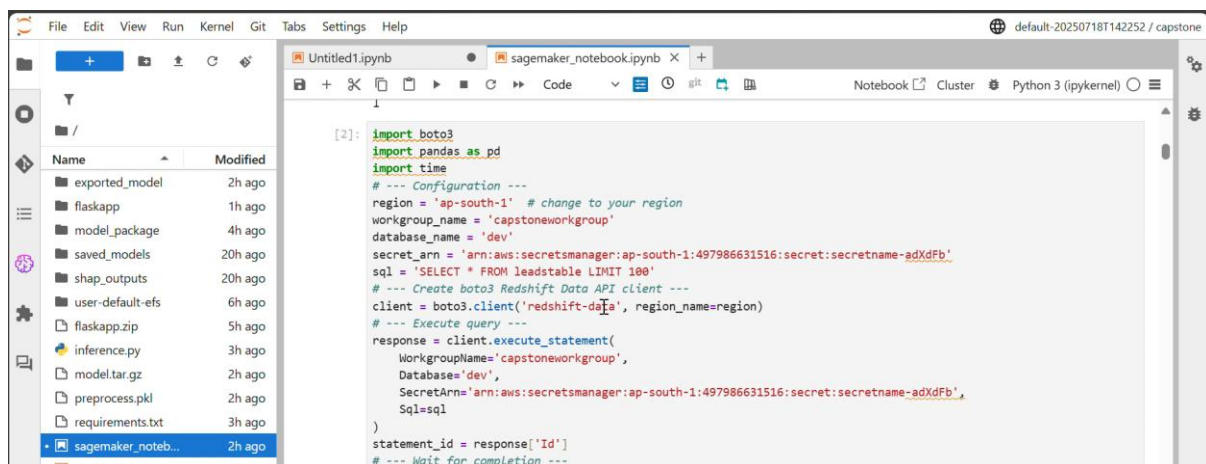 File Edit View Run Kernel Git Tabs Settings Help
default-20250718T142252 / capstone
Untitled1.ipynb
sagemaker_notebook.ipynb
Code
git
Notebook
Cluster
Python 3 (ipykernel)
/
Name Modified
exported_model 2h ago
flaskapp 1h ago
model_package 4h ago
saved_models 20h ago
shap_outputs 20h ago
user-default-efs 6h ago
flaskapp.zip 5h ago
inference.py 3h ago
model.tar.gz 2h ago
preprocess.pkl 2h ago
requirements.txt 3h ago
sagemaker_noteb... 2h ago
[2]: import boto3
import pandas as pd
import time
# --- Configuration ---
region = 'ap-south-1' # change to your region
workgroup_name = 'capstoneworkgroup'
database_name = 'dev'
secret_arn = 'arn:aws:secretsmanager:ap-south-1:497986631516:secret:secretname-adXdFb'
sql = 'SELECT * FROM leadstable LIMIT 100'
# --- Create boto3 Redshift Data API client ---
client = boto3.client('redshift-data', region_name=region)
# --- Execute query ---
response = client.execute_statement(
WorkgroupName='capstoneworkgroup',
Database='dev',
SecretArn='arn:aws:secretsmanager:ap-south-1:497986631516:secret:secretname-adXdFb',
Sql=sql
)
statement_id = response['Id']
# --- Wait for completion ---